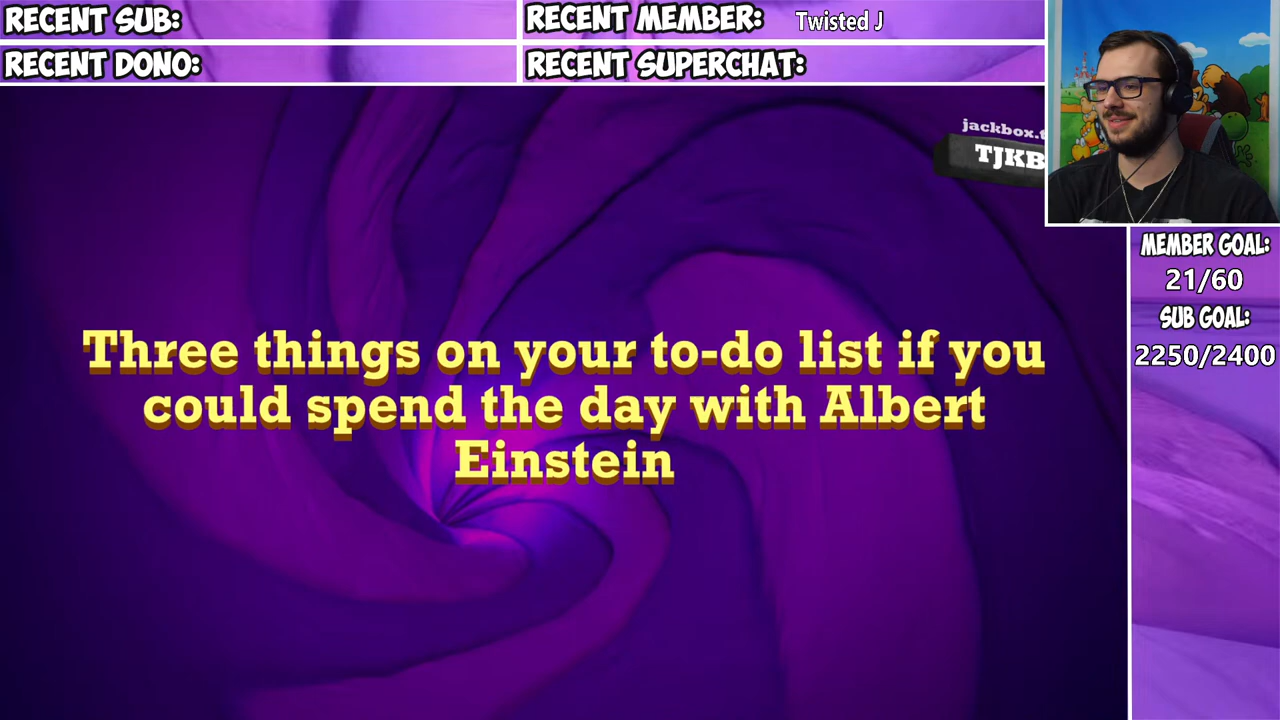 RECENT SUB:
RECENT MEMBER: Twisted J
RECENT DONO:
RECENT SUPERCHAT:
jackbox.t
TJKB
Three things on your to-do list if you
could spend the day with Albert
Einstein
MEMBER GOAL:
21/60
SUB GOAL:
2250/2400